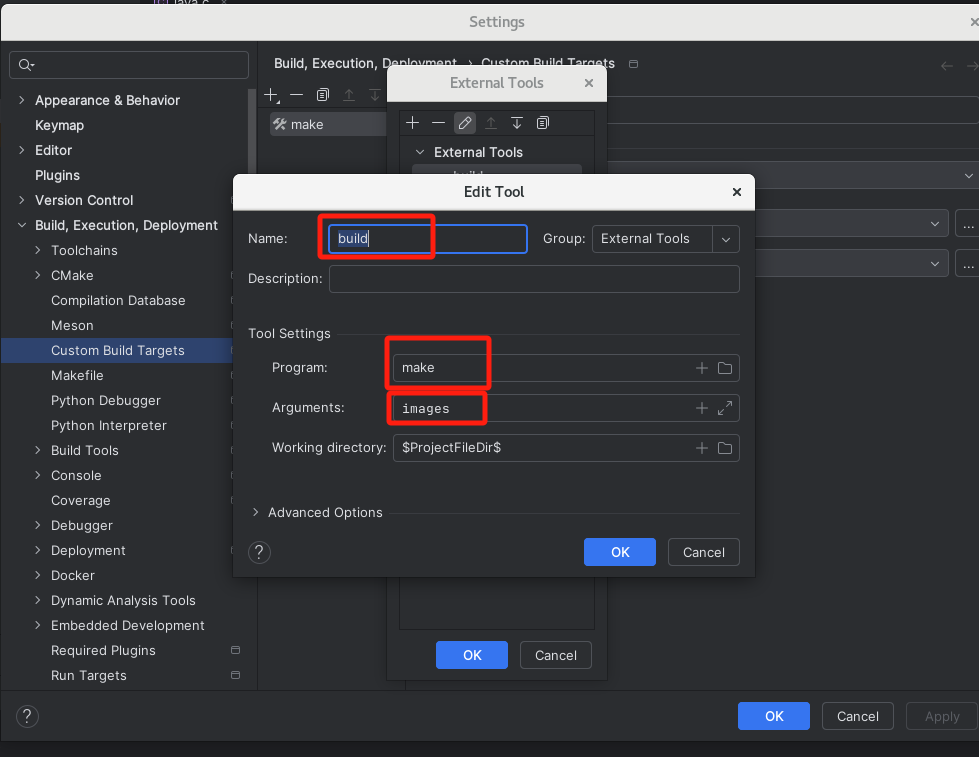 Settings
Build, Execution, Deployment › Custom Build Targets
External Tools
Appearance & Behavior
Keymap
Editor
Plugins
Version Control
Build, Execution, Deployment
Toolchains
CMake
Compilation Database
Meson
Custom Build Targets
Makefile
Python Debugger
Python Interpreter
Build Tools
Console
Coverage
Debugger
Deployment
Docker
Dynamic Analysis Tools
Embedded Development
Required Plugins
Run Targets
make
External Tools
build
Edit Tool
Name: build Group: External Tools
Description:
Tool Settings
Program: make
Arguments: images
Working directory: $ProjectFileDir$
Advanced Options
? OK Cancel
OK Cancel
? OK Cancel Apply